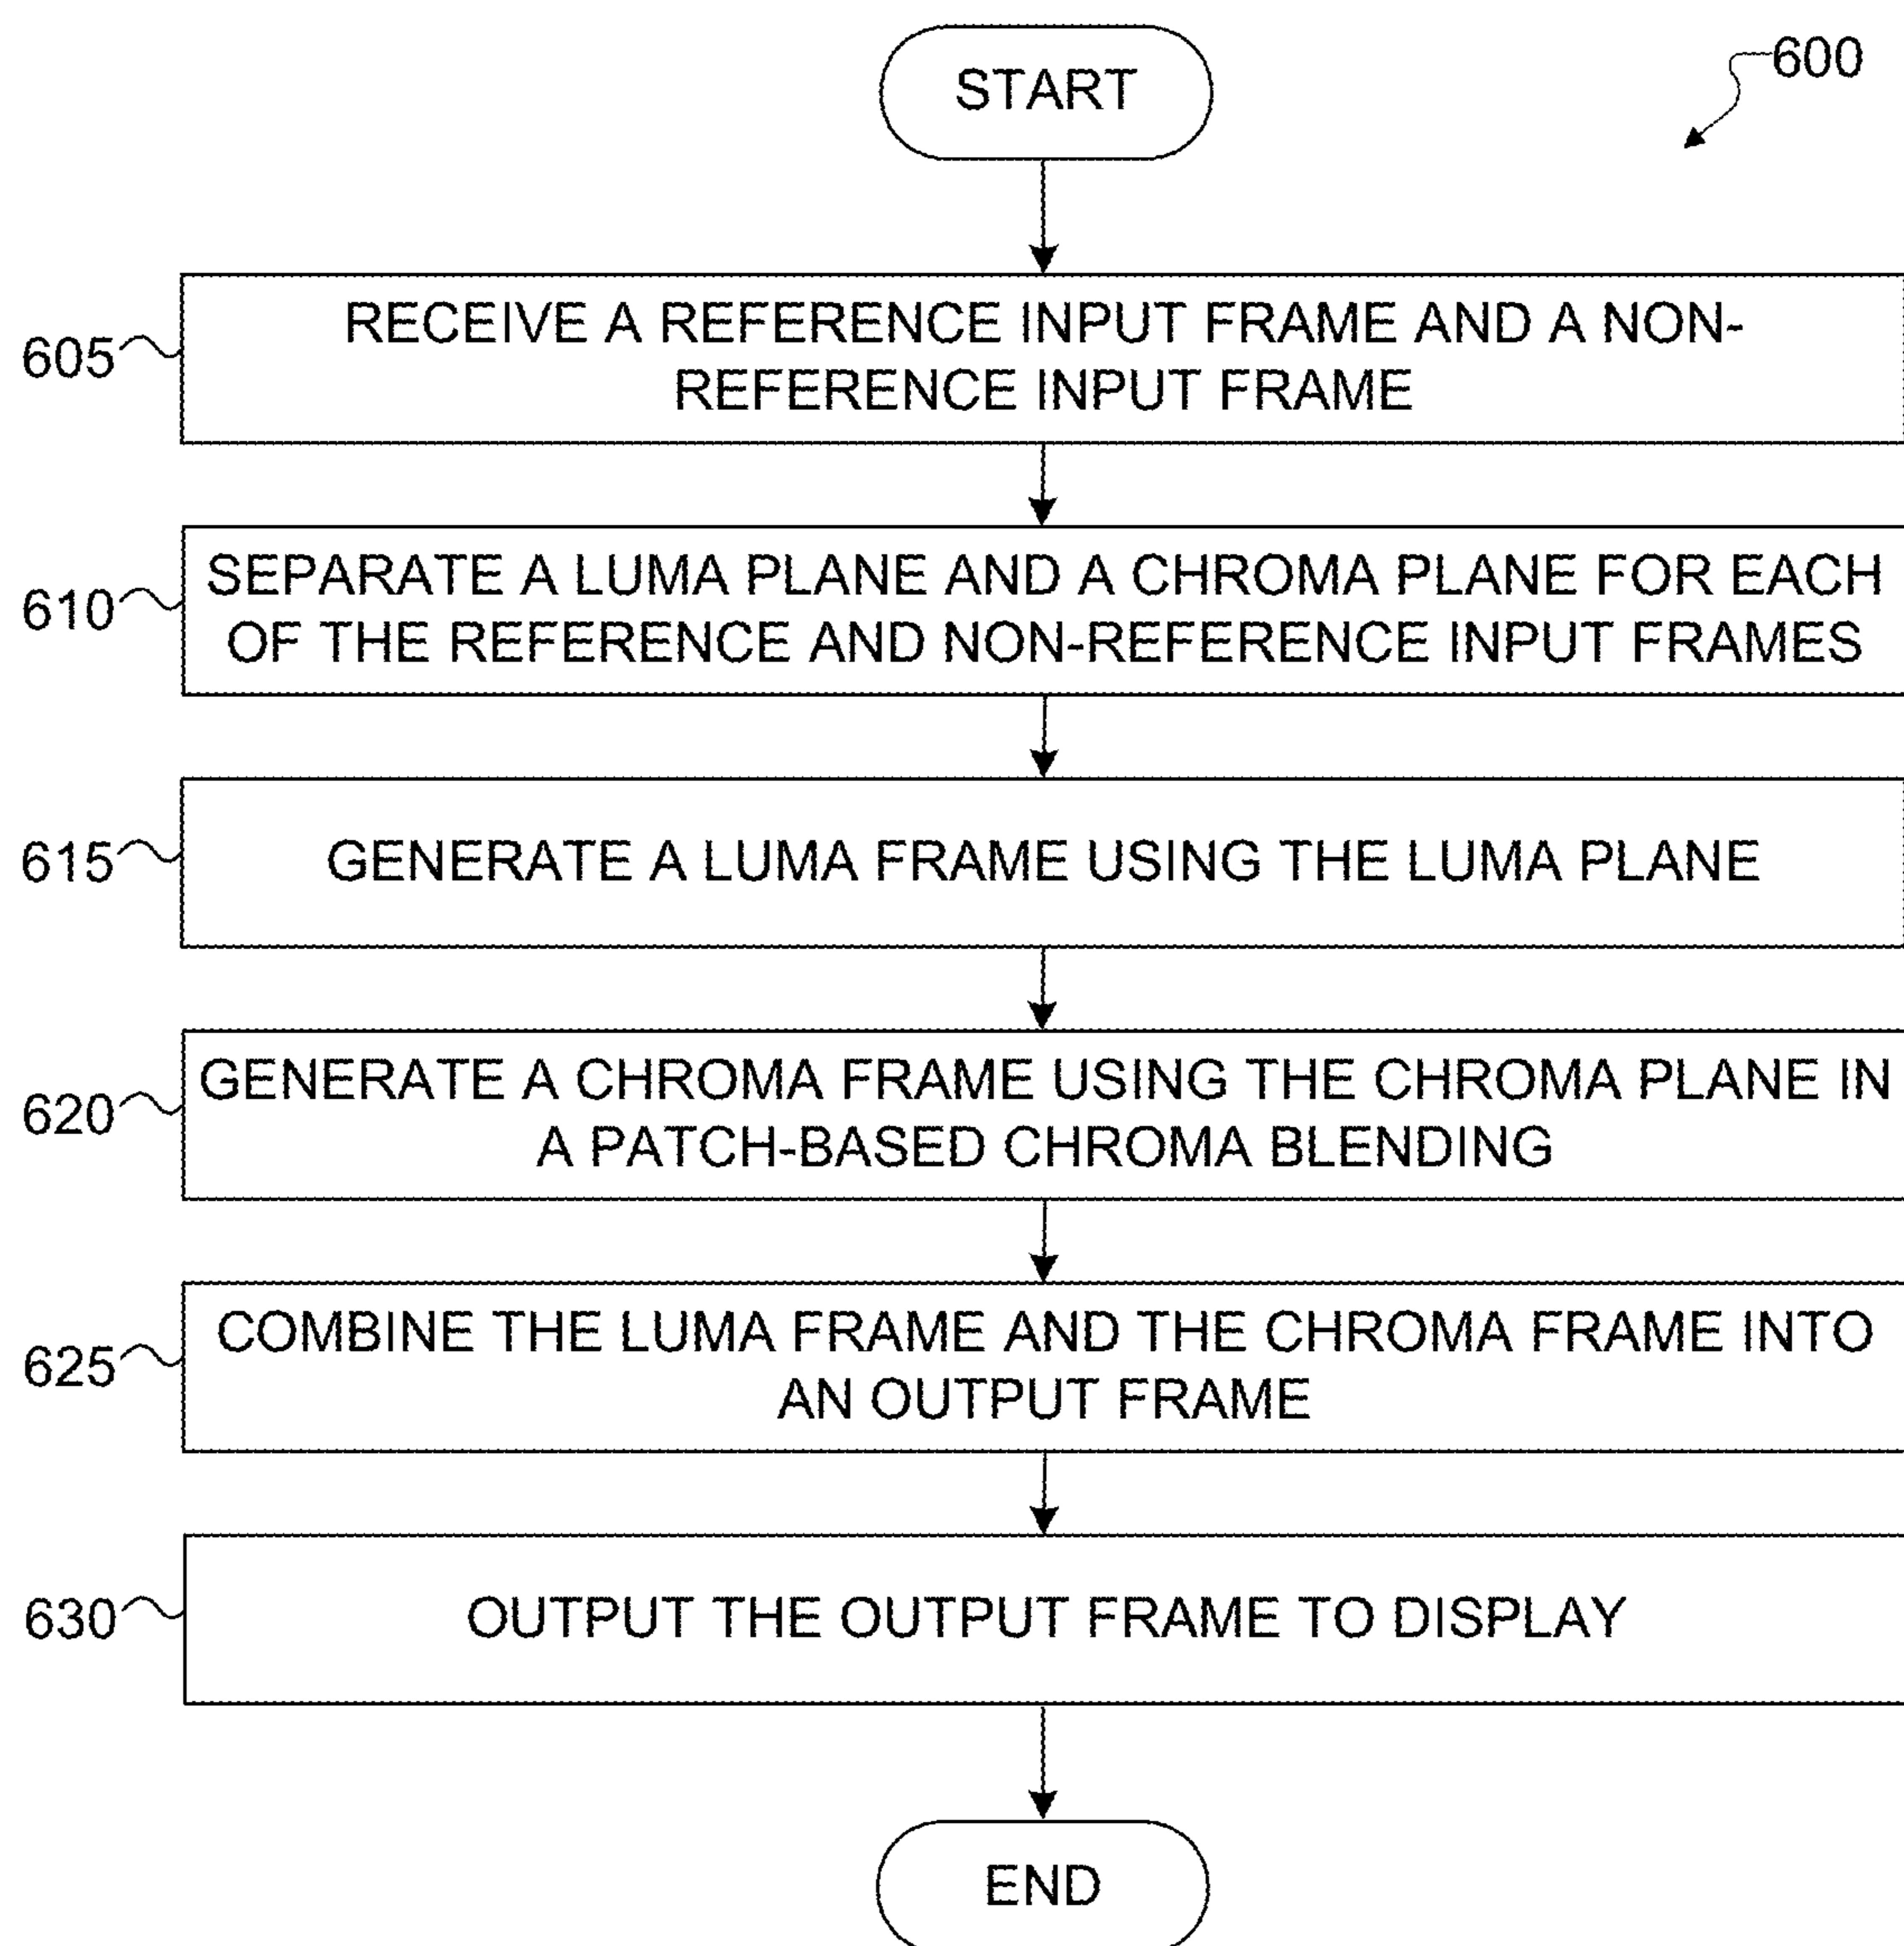 START
600
605
RECEIVE A REFERENCE INPUT FRAME AND A NON-
REFERENCE INPUT FRAME
610
SEPARATE A LUMA PLANE AND A CHROMA PLANE FOR EACH
OF THE REFERENCE AND NON-REFERENCE INPUT FRAMES
615
GENERATE A LUMA FRAME USING THE LUMA PLANE
620
GENERATE A CHROMA FRAME USING THE CHROMA PLANE IN
A PATCH-BASED CHROMA BLENDING
625
COMBINE THE LUMA FRAME AND THE CHROMA FRAME INTO
AN OUTPUT FRAME
630
OUTPUT THE OUTPUT FRAME TO DISPLAY
END